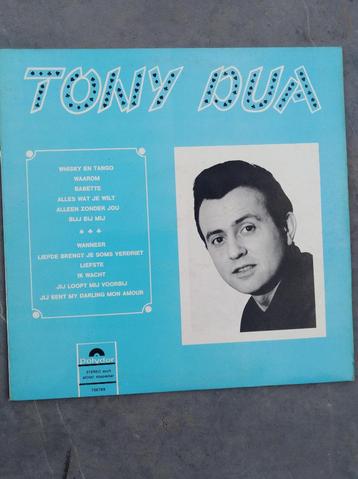 TONY DUA
WHISKY EN TANGO
WAAROM
BABETTE
ALLES WAT JE WILT
ALLEEN ZONDER JOU
BLIJ BIJ MIJ
WANNEER
LIEFDE BRENGT JE SOMS VERDRIET
LIEFSTE
IK WACHT
JIJ LOOPT MIJ VOORBIJ
JIJ BENT MY DARLING MON AMOUR
Polydor
STEREO